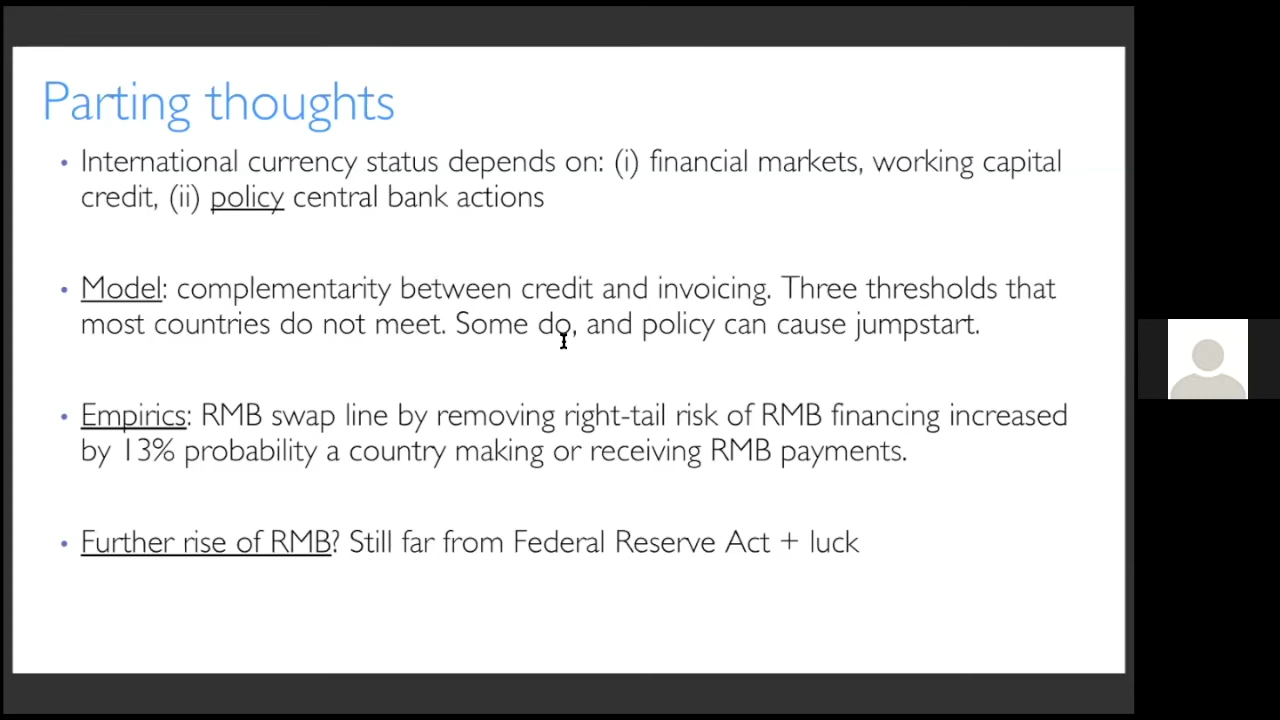 Parting thoughts
• International currency status depends on: (i) financial markets, working capital
credit, (ii) policy central bank actions
• Model: complementarity between credit and invoicing. Three thresholds that
most countries do not meet. Some do, and policy can cause jumpstart.
• Empirics: RMB swap line by removing right-tail risk of RMB financing increased
by 13% probability a country making or receiving RMB payments.
• Further rise of RMB? Still far from Federal Reserve Act + luck